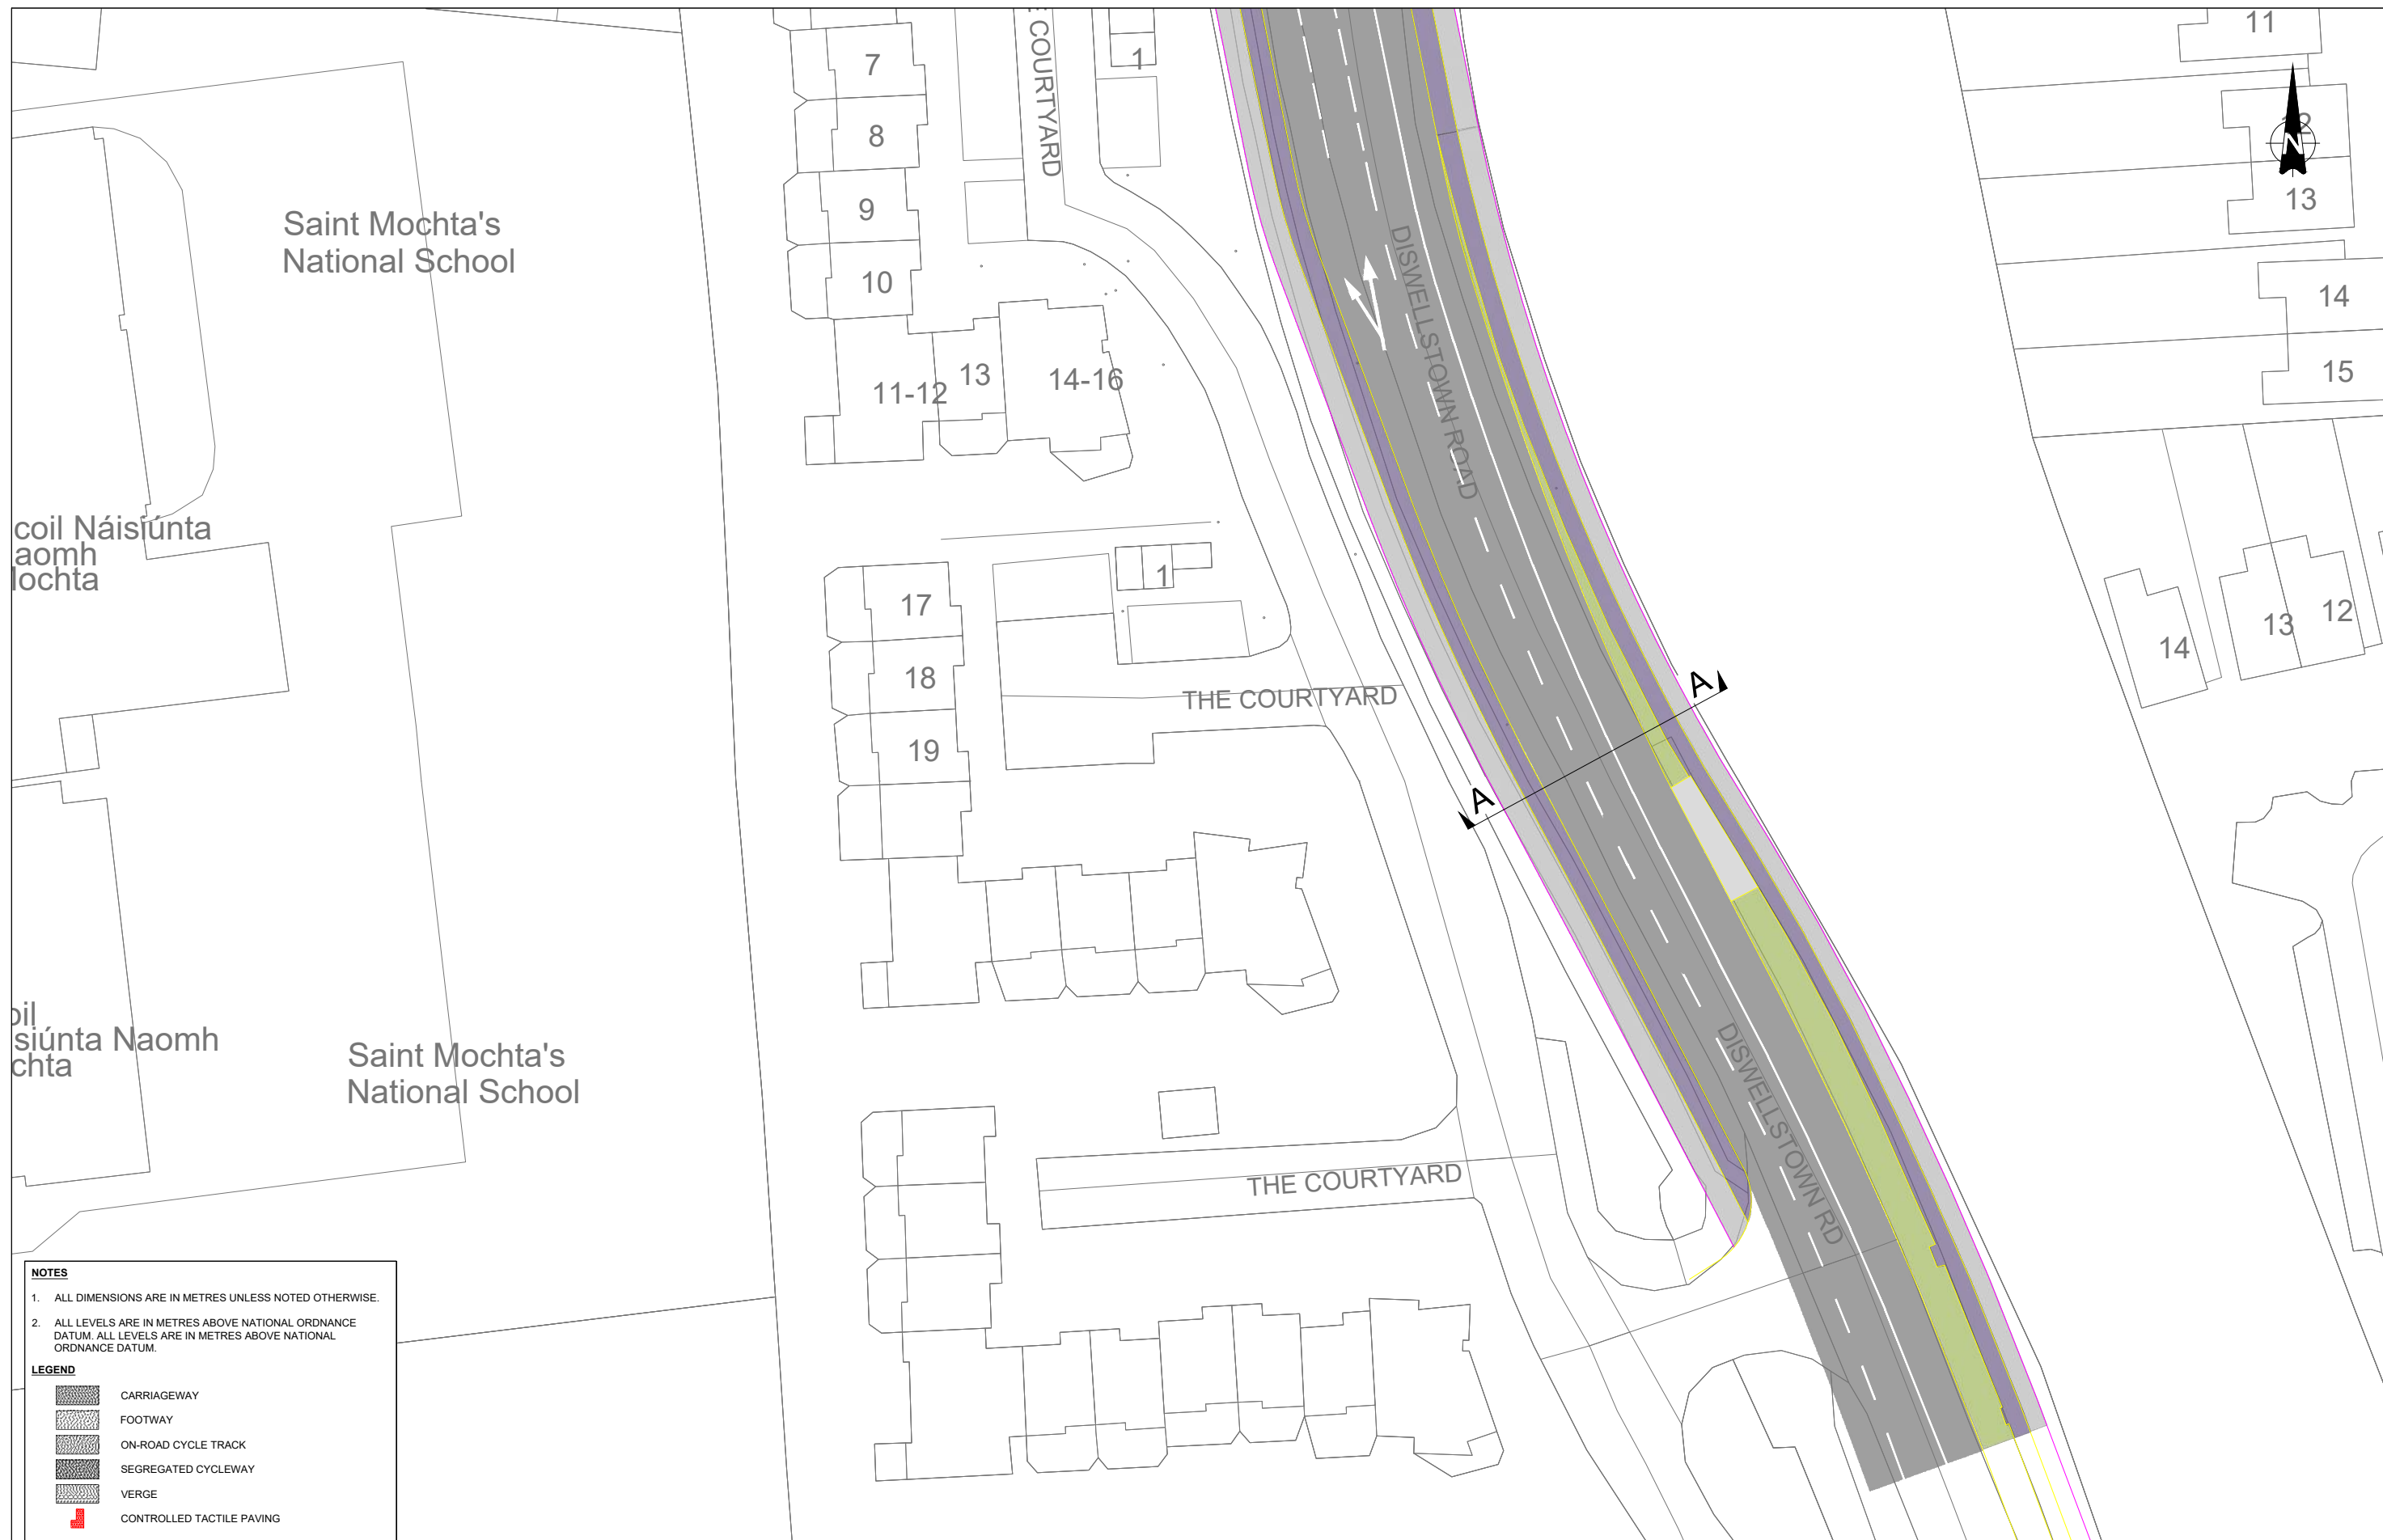 COURTYARD
7
8
9
10
11-12
13
14-16
1
Saint Mochta's
National School
DISWELLSTOWN ROAD
11
N
13
14
15
coil Náisiúnta
aomh
lochta
17
18
19
1
THE COURTYARD
A
A
14
13
12
oil
siúnta Naomh
chta
Saint Mochta's
National School
THE COURTYARD
DISWELLSTOWN RD
NOTES
1. ALL DIMENSIONS ARE IN METRES UNLESS NOTED OTHERWISE.
2. ALL LEVELS ARE IN METRES ABOVE NATIONAL ORDNANCE
DATUM. ALL LEVELS ARE IN METRES ABOVE NATIONAL
ORDNANCE DATUM.
LEGEND
CARRIAGEWAY
FOOTWAY
ON-ROAD CYCLE TRACK
SEGREGATED CYCLEWAY
VERGE
CONTROLLED TACTILE PAVING